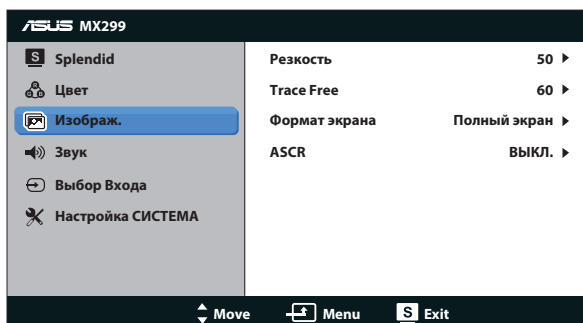 ASUS MX299
S Splendid
Цвет
Изображ.
Звук
Выбор Входа
Настройка СИСТЕМА
Резкость 50
Trace Free 60
Формат экрана Полный экран
ASCR ВЫКЛ.
Move Menu S Exit